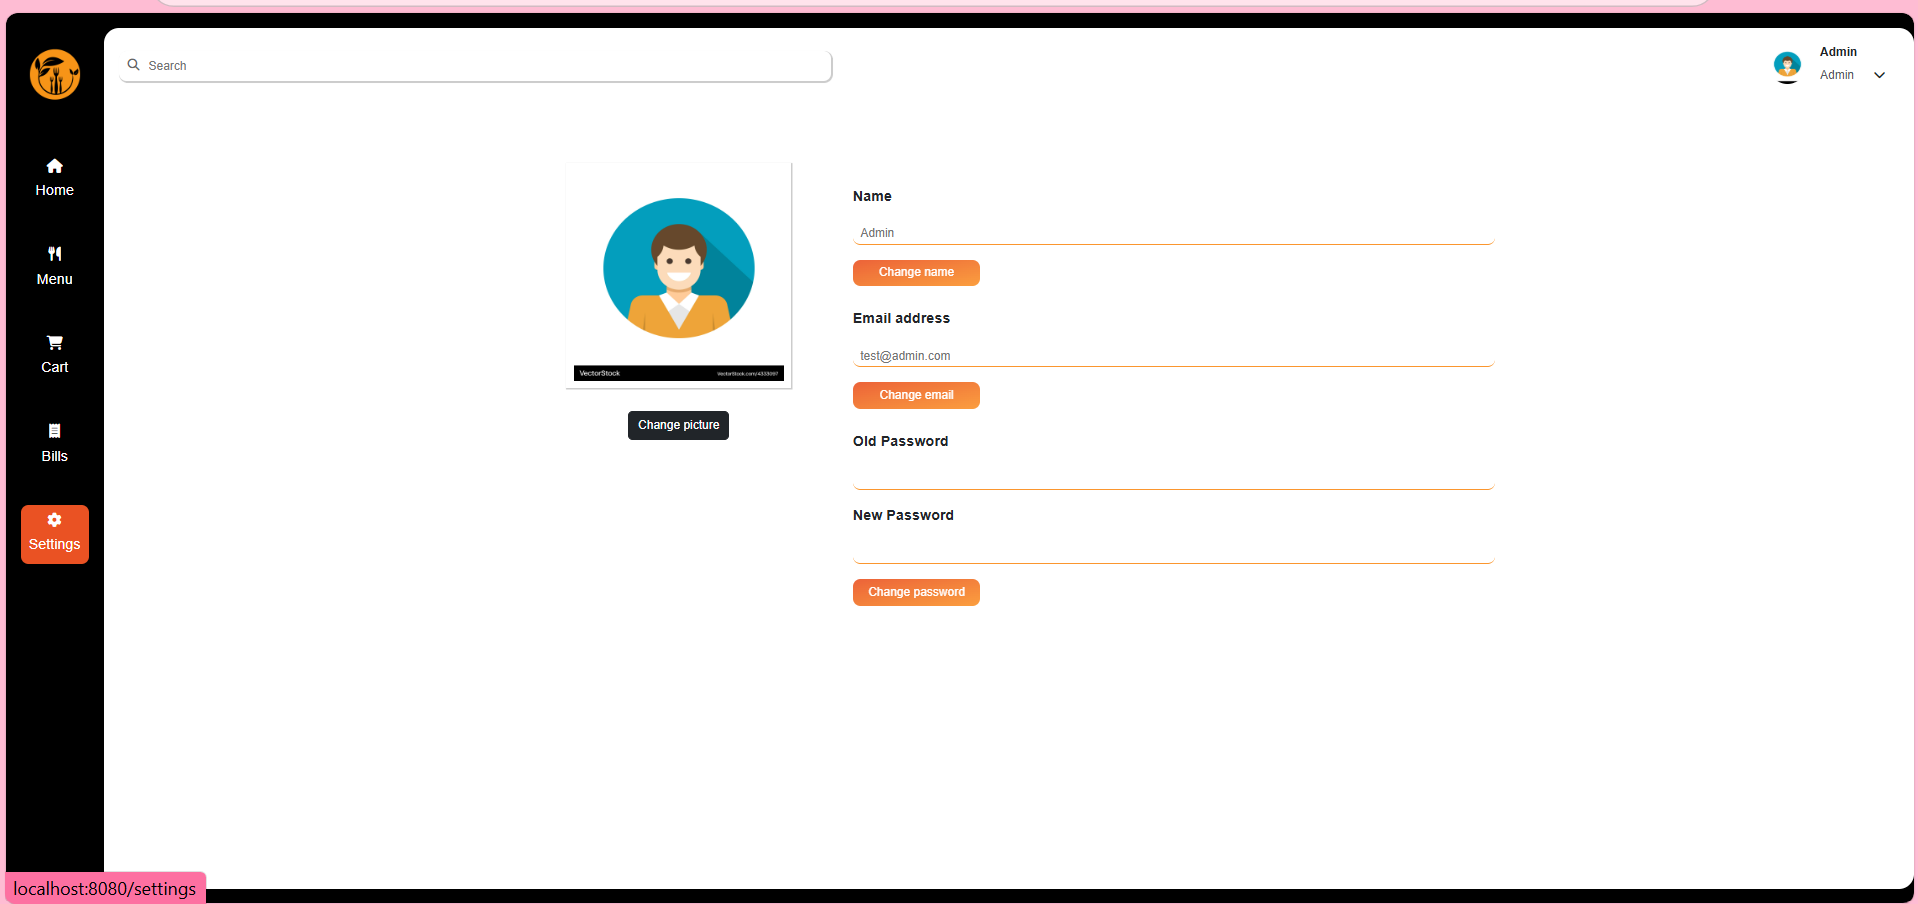 Search
Admin
Admin
Home
Menu
Cart
Bills
Settings
VectorStock
VectorStock.com/4333097
Change picture
Name
Admin
Change name
Email address
test@admin.com
Change email
Old Password
New Password
Change password
localhost:8080/settings